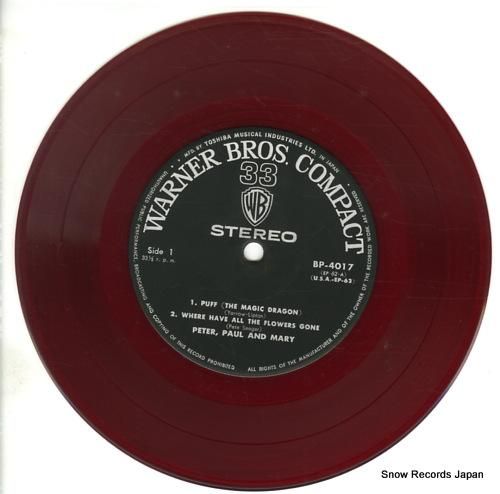 MFD. BY TOSHIBA MUSICAL INDUSTRIES LTD. IN JAPAN
WARNER BROS. COMPACT
33
WB
STEREO
Side 1
33⅓ r. p. m.
BP-4017
(EP-62-A)
(U.S.A.-EP-62)
1. PUFF (THE MAGIC DRAGON)
(Yarrow-Lipton)
2. WHERE HAVE ALL THE FLOWERS GONE
(Pete Seeger)
PETER, PAUL AND MARY
UNAUTHORIZED PUBLIC PERFORMANCE, BROADCASTING AND COPYING OF THIS RECORD PROHIBITED
ALL RIGHTS OF THE MANUFACTURER AND OF THE OWNER OF THE RECORDED WORK ARE RESERVED
Snow Records Japan